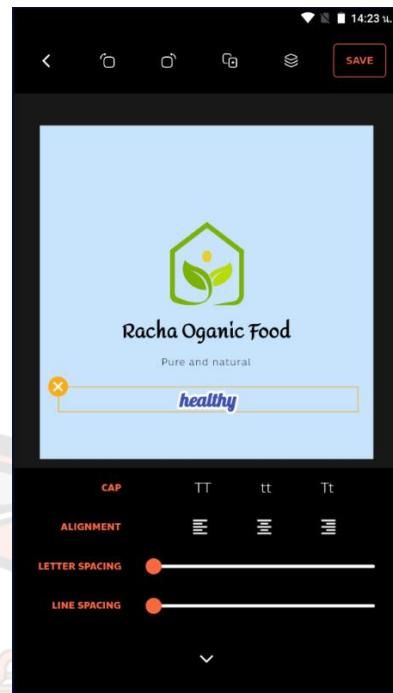 14:23 น.
SAVE
Racha Oganic Food
Pure and natural
healthy
CAP TT tt Tt
ALIGNMENT
LETTER SPACING
LINE SPACING